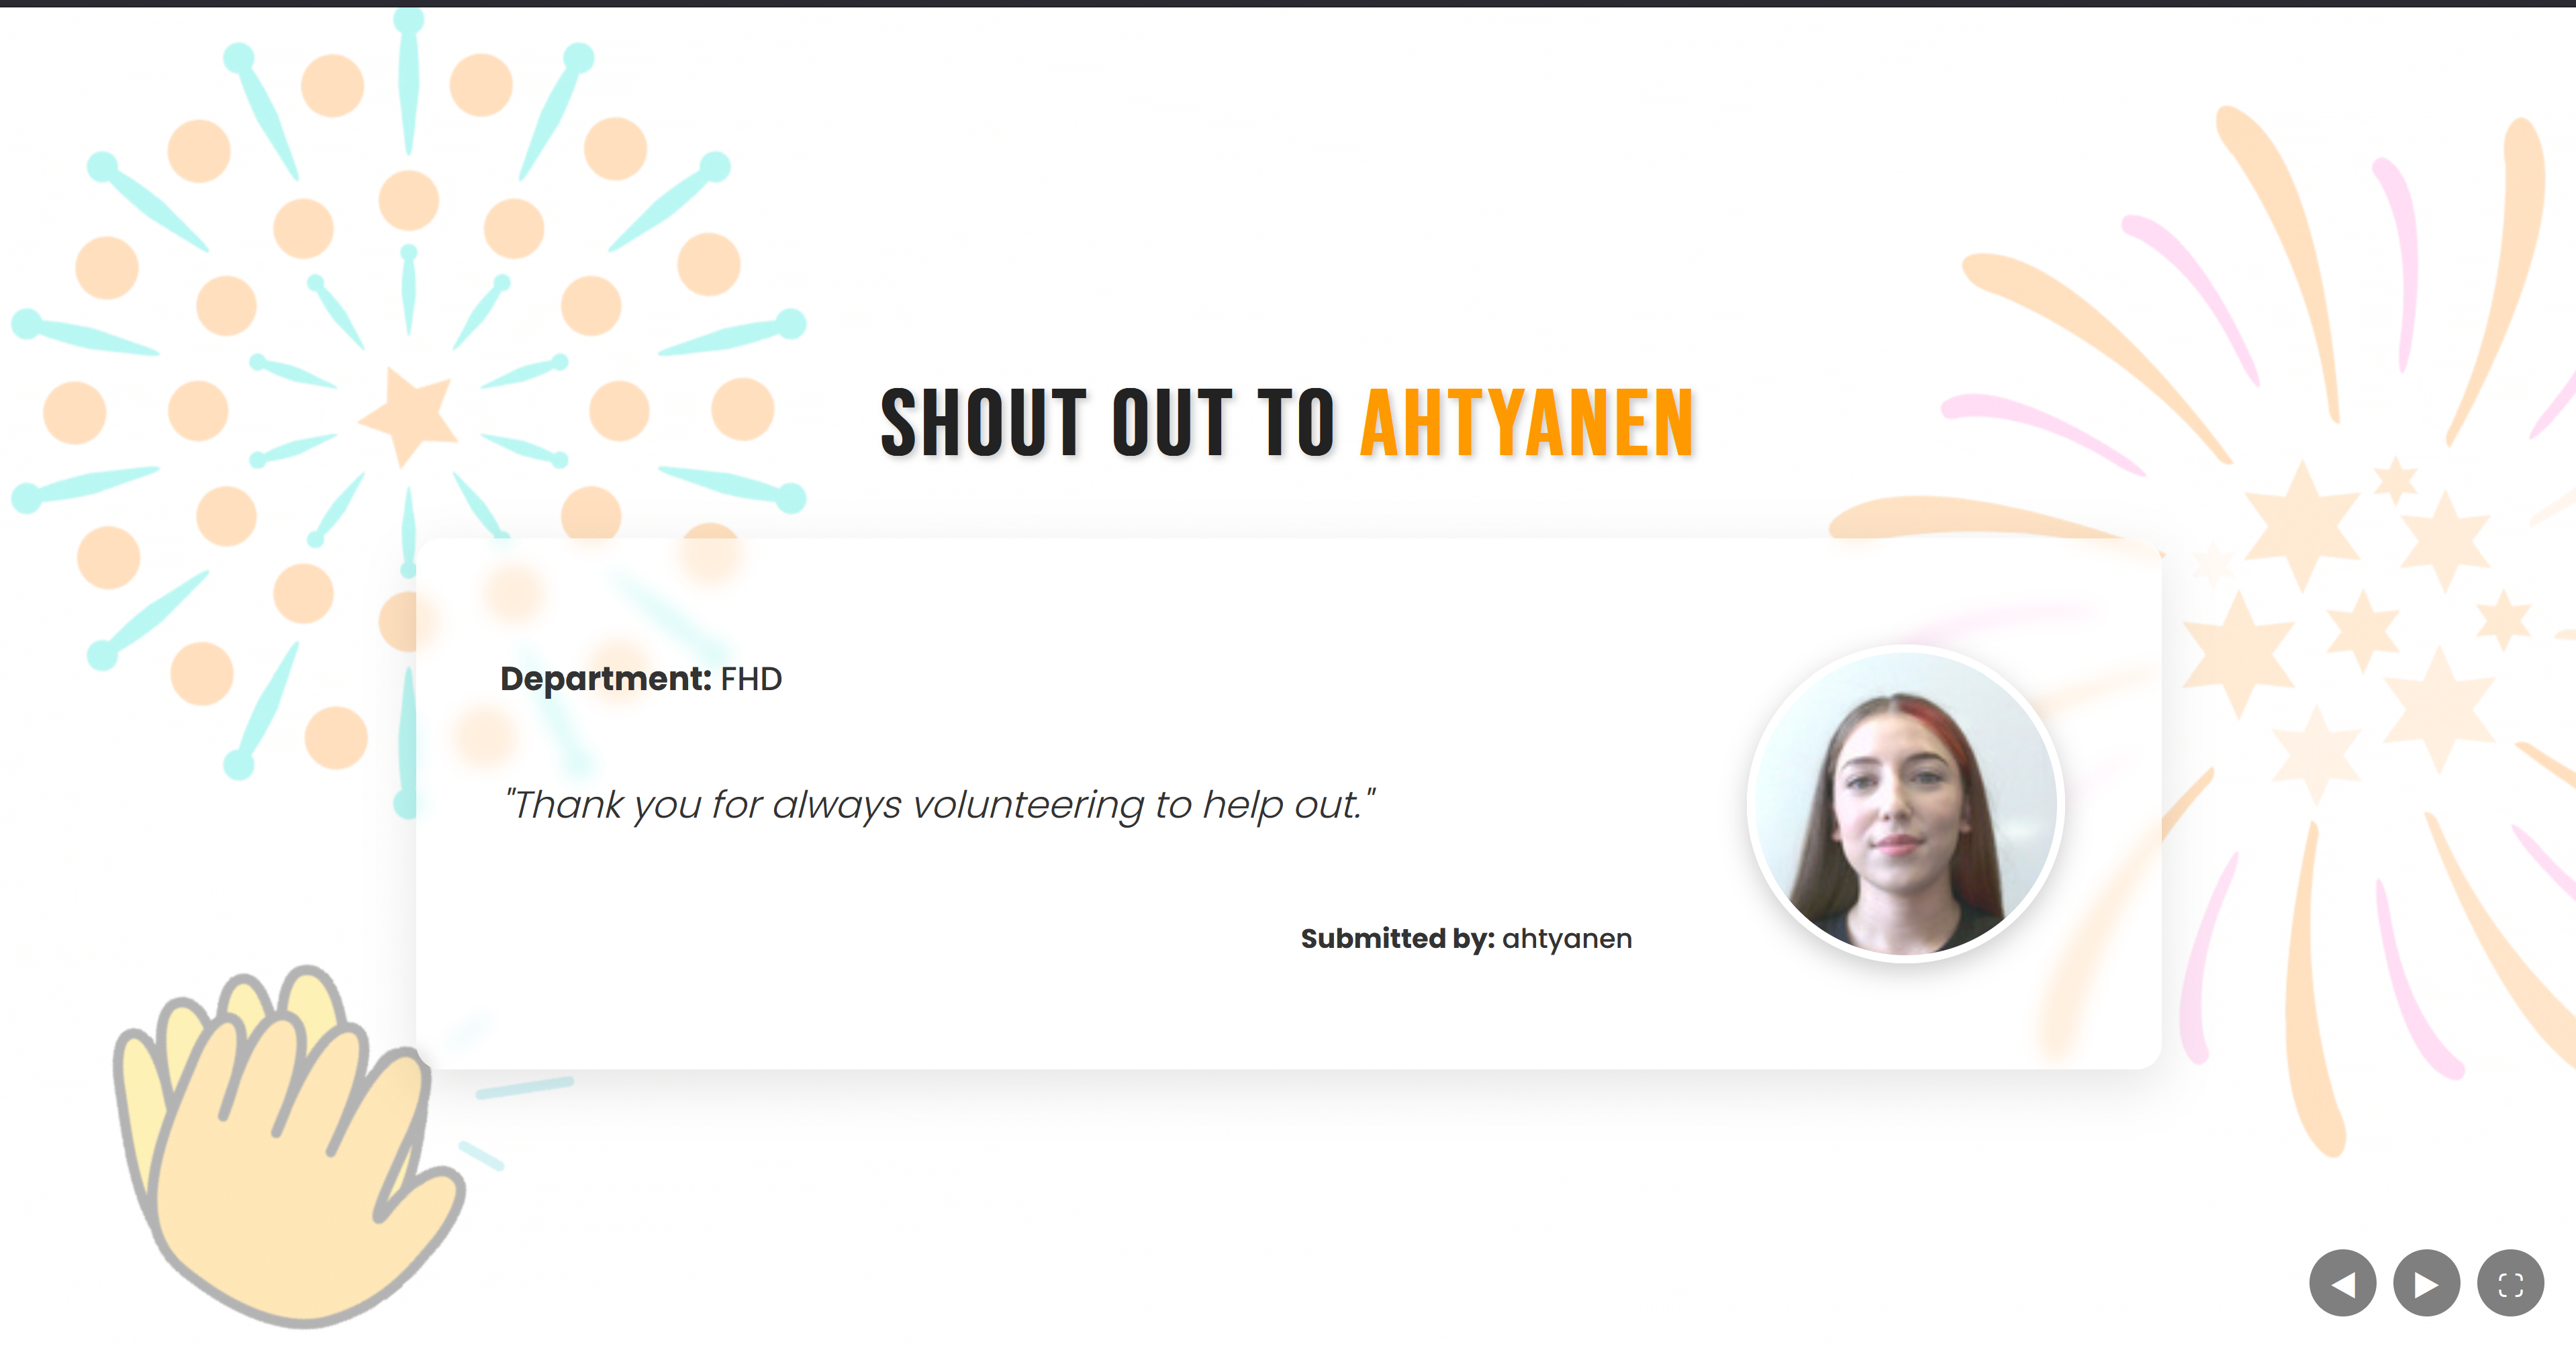 SHOUT OUT TO AHTYANEN
Department: FHD
"Thank you for always volunteering to help out."
Submitted by: ahtyanen